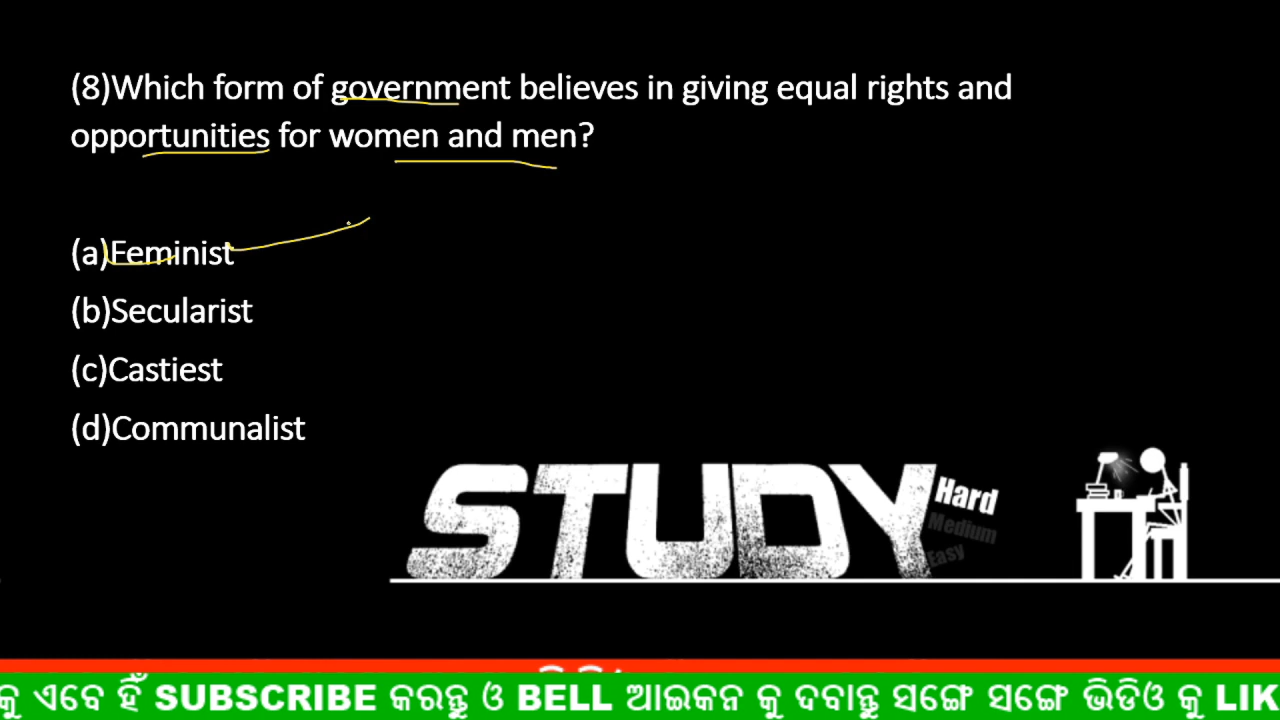 (8)Which form of government believes in giving equal rights and
opportunities for women and men?
(a)Feminist
(b)Secularist
(c)Castiest
(d)Communalist
STUDY
Hard
Medium
Easy
କୁ ଏବେ ହିଁ SUBSCRIBE କରନ୍ତୁ ଓ BELL ଆଇକନ କୁ ଦବାନ୍ତୁ ସଙ୍ଗେ ସଙ୍ଗେ ଭିଡିଓ କୁ LIK